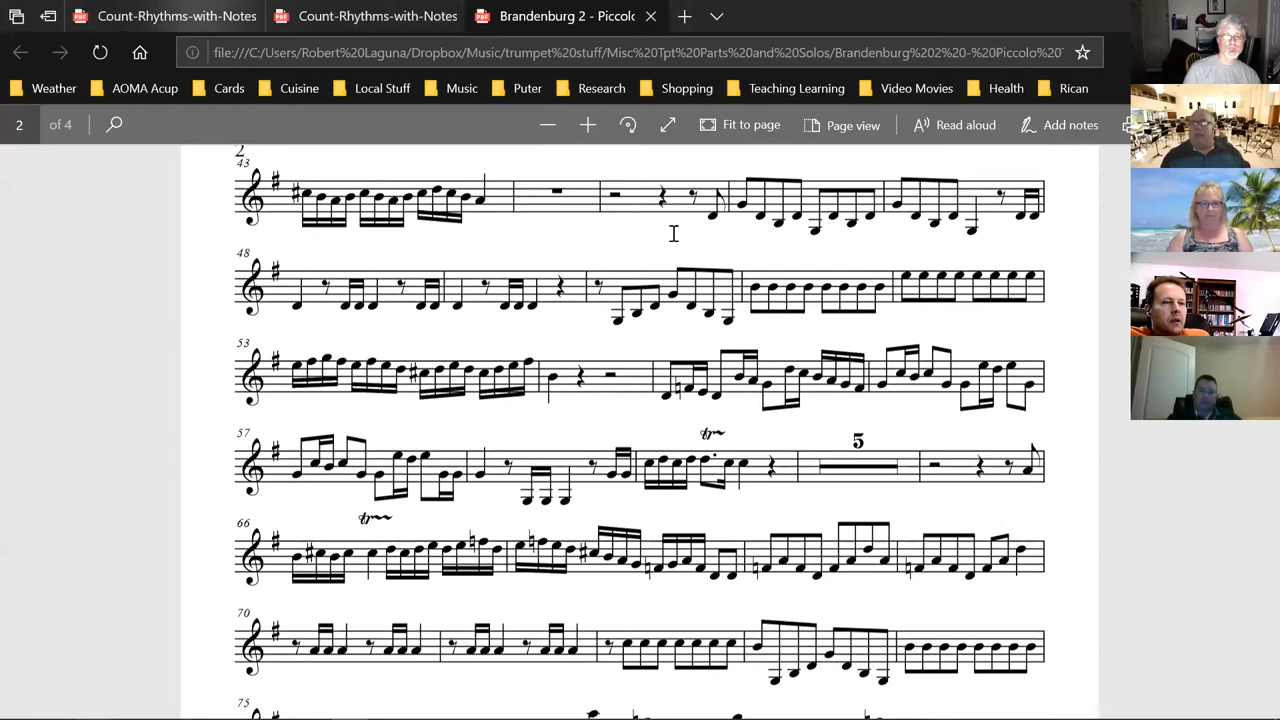 Count-Rhythms-with-Notes
Count-Rhythms-with-Notes
Brandenburg 2 - Piccolo
file:///C:/Users/Robert%20Laguna/Dropbox/Music/trumpet%20stuff/Misc%20Tpt%20Parts%20and%20Solos/Brandenburg%202%20-%20Piccolo%20
Weather
AOMA Acup
Cards
Cuisine
Local Stuff
Music
Puter
Research
Shopping
Teaching Learning
Video Movies
Health
Rican
2 of 4
Fit to page
Page view
Read aloud
Add notes
2
43
48
53
57
5
66
70
75